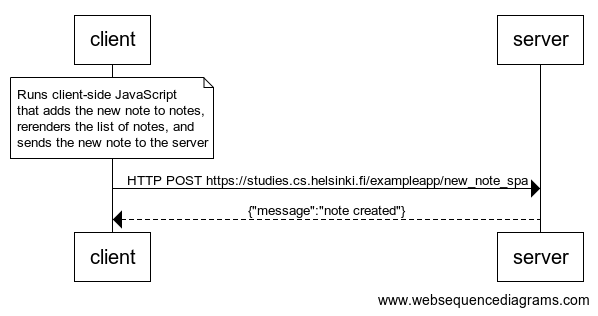 client
server
Runs client-side JavaScript
that adds the new note to notes,
rerenders the list of notes, and
sends the new note to the server
HTTP POST https://studies.cs.helsinki.fi/exampleapp/new_note_spa
{"message":"note created"}
client
server
www.websequencediagrams.com